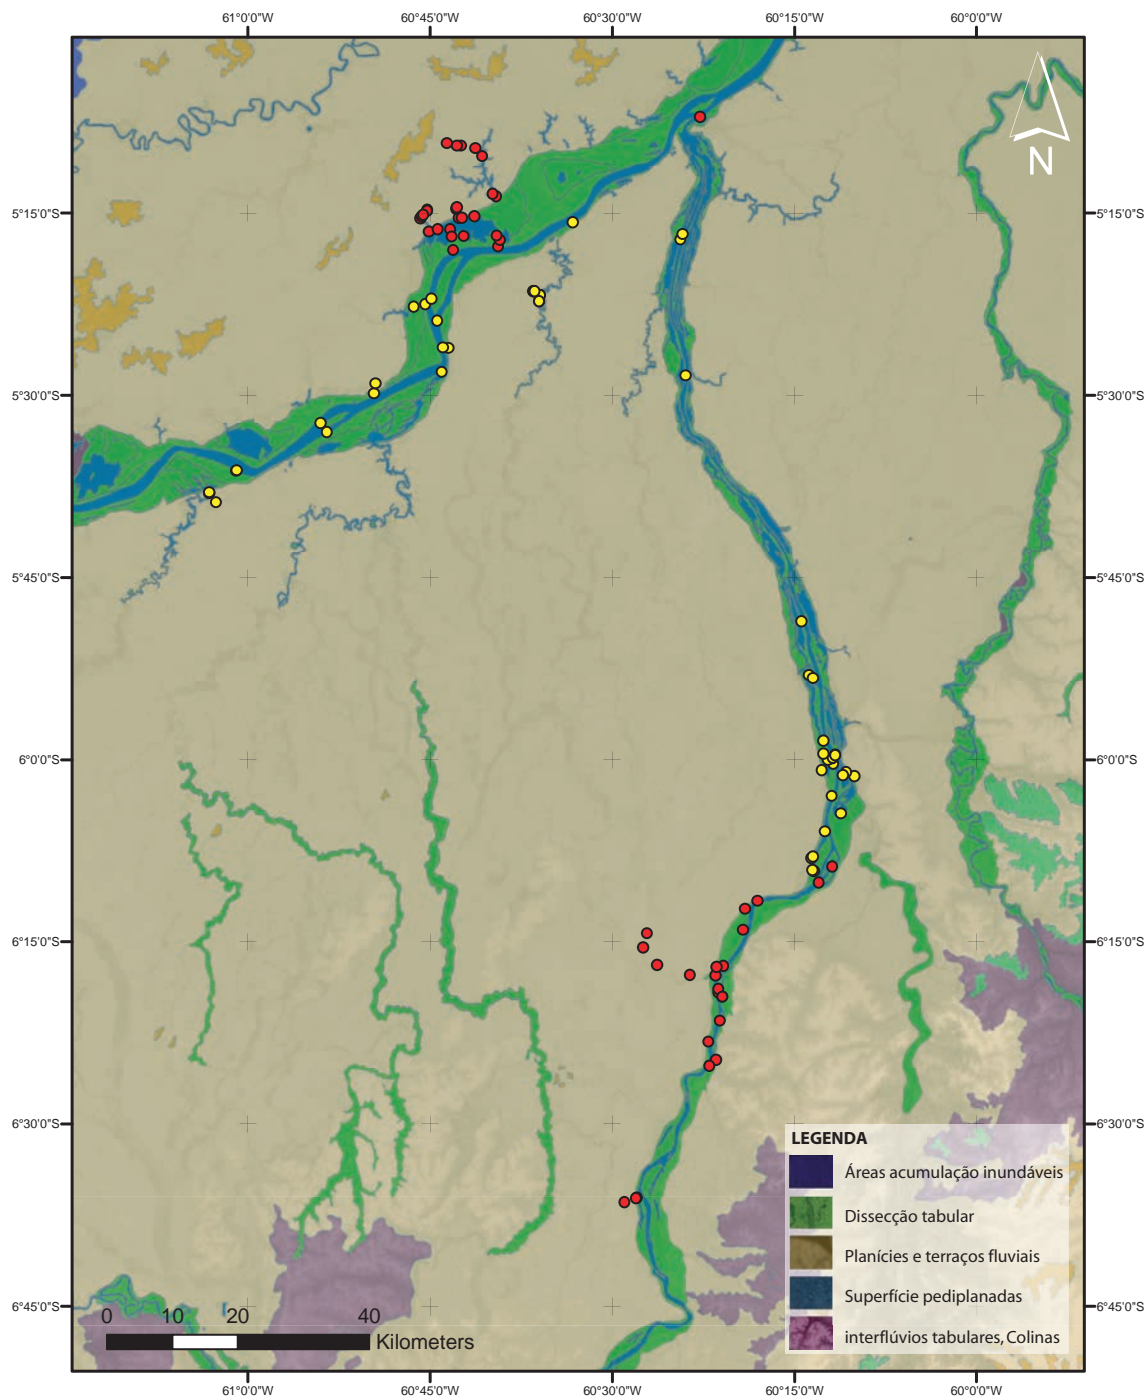 61°0'0"W 60°45'0"W 60°30'0"W 60°15'0"W 60°0'0"W
N
5°15'0"S 5°15'0"S
5°30'0"S 5°30'0"S
5°45'0"S 5°45'0"S
6°0'0"S 6°0'0"S
6°15'0"S 6°15'0"S
6°30'0"S 6°30'0"S
LEGENDA
Áreas acumulação inundáveis
Dissecção tabular
Planícies e terraços fluviais
Superfície pediplanadas
interflúvios tabulares, Colinas
6°45'0"S 6°45'0"S
0 10 20 40
Kilometers
61°0'0"W 60°45'0"W 60°30'0"W 60°15'0"W 60°0'0"W